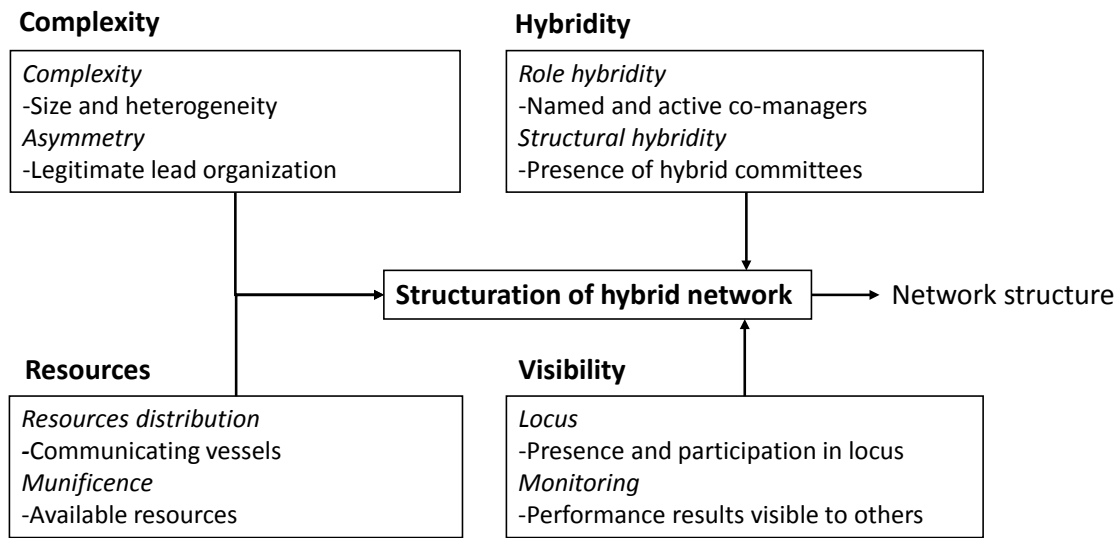 Complexity
Complexity
-Size and heterogeneity
Asymmetry
-Legitimate lead organization
Hybridity
Role hybridity
-Named and active co-managers
Structural hybridity
-Presence of hybrid committees
Structuration of hybrid network
Network structure
Resources
Resources distribution
-Communicating vessels
Munificence
-Available resources
Visibility
Locus
-Presence and participation in locus
Monitoring
-Performance results visible to others